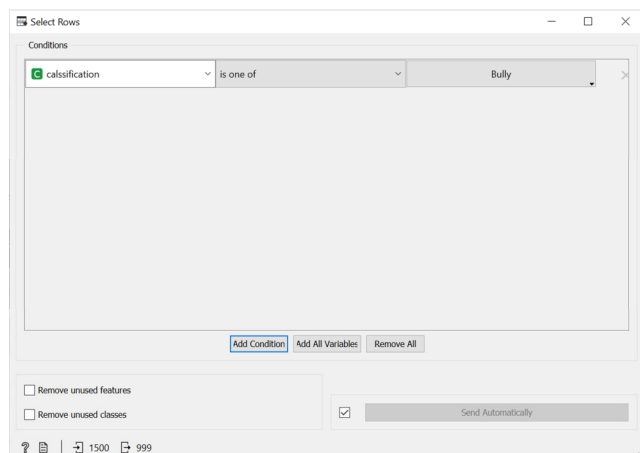 Select Rows
Conditions
C calssification is one of Bully
Add Condition Add All Variables Remove All
Remove unused features
Remove unused classes
Send Automatically
? 1500 999